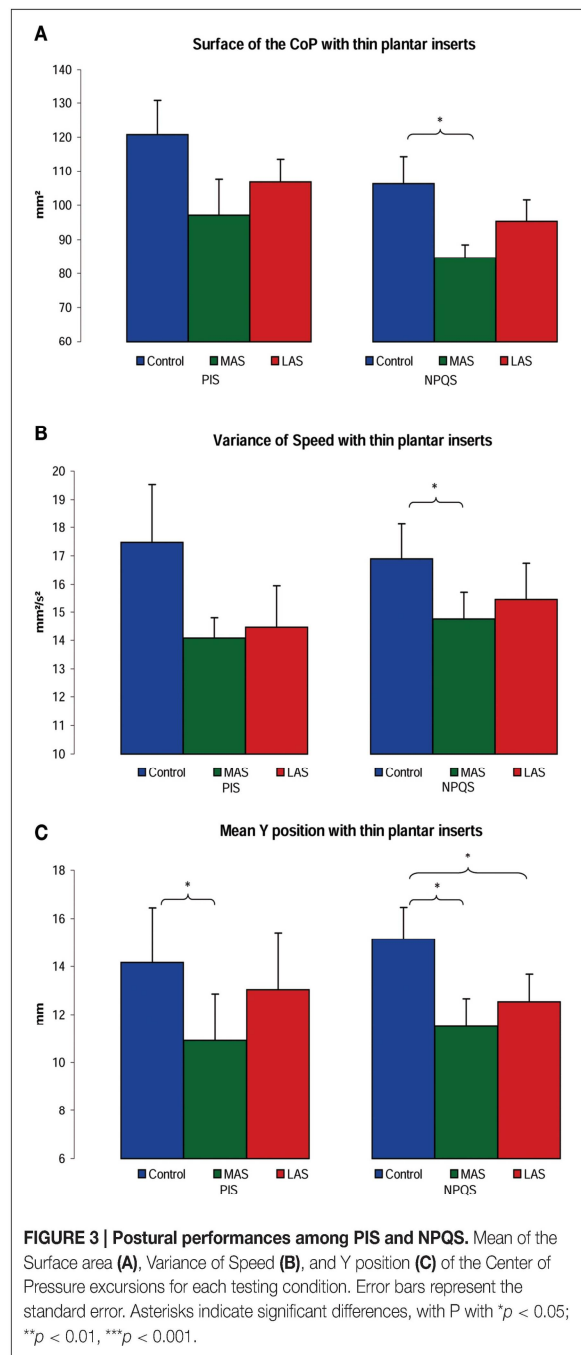 A
Surface of the CoP with thin plantar inserts
140
130
120
110
100
90
80
70
60
mm²
*
Control MAS LAS
PIS
Control MAS LAS
NPQS
B
Variance of Speed with thin plantar inserts
20
19
18
17
16
15
14
13
12
11
10
mm²/s²
*
Control MAS LAS
PIS
Control MAS LAS
NPQS
C
Mean Y position with thin plantar inserts
18
16
14
12
10
8
6
mm
*
*
*
Control MAS LAS
PIS
Control MAS LAS
NPQS
FIGURE 3 | Postural performances among PIS and NPQS. Mean of the
Surface area (A), Variance of Speed (B), and Y position (C) of the Center of
Pressure excursions for each testing condition. Error bars represent the
standard error. Asterisks indicate significant differences, with P with *p < 0.05;
**p < 0.01, ***p < 0.001.